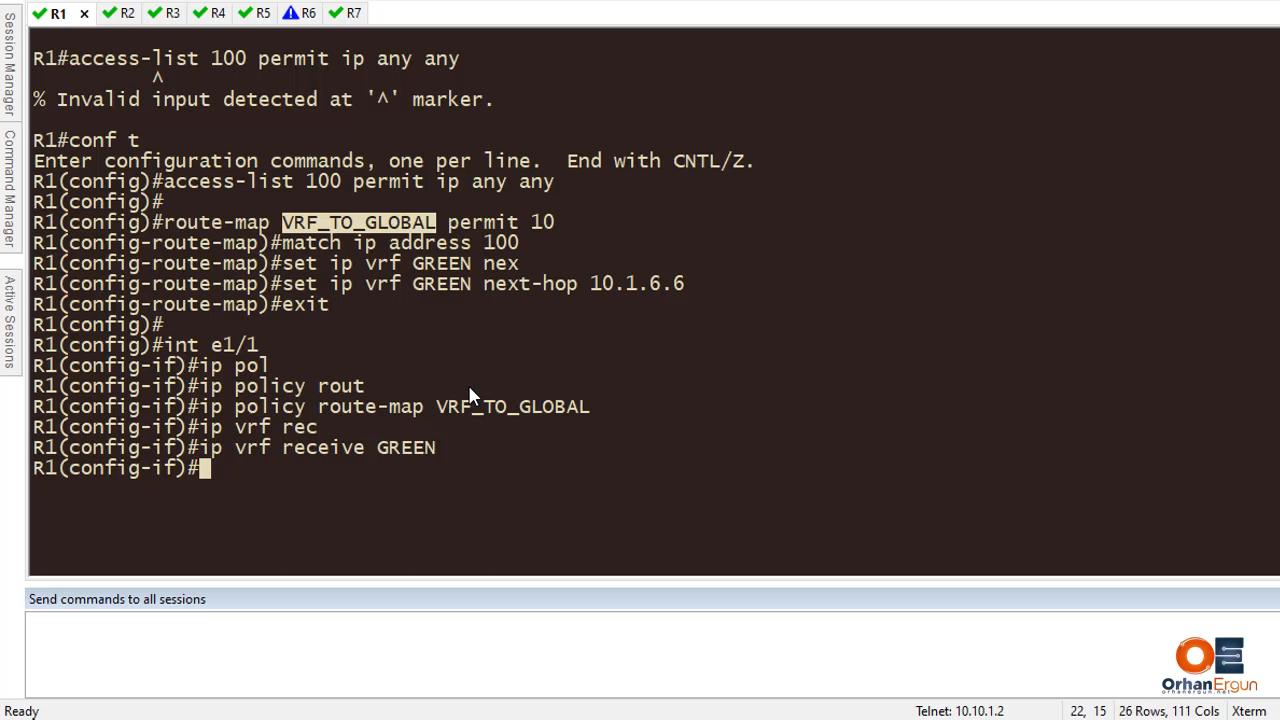 R1
R2
R3
R4
R5
R6
R7
Session Manager
Command Manager
Active Sessions
R1#access-list 100 permit ip any any
^
% Invalid input detected at '^' marker.
R1#conf t
Enter configuration commands, one per line.  End with CNTL/Z.
R1(config)#access-list 100 permit ip any any
R1(config)#
R1(config)#route-map VRF_TO_GLOBAL permit 10
R1(config-route-map)#match ip address 100
R1(config-route-map)#set ip vrf GREEN nex
R1(config-route-map)#set ip vrf GREEN next-hop 10.1.6.6
R1(config-route-map)#exit
R1(config)#
R1(config)#int e1/1
R1(config-if)#ip pol
R1(config-if)#ip policy rout
R1(config-if)#ip policy route-map VRF_TO_GLOBAL
R1(config-if)#ip vrf rec
R1(config-if)#ip vrf receive GREEN
R1(config-if)#
Send commands to all sessions
OrhanErgun
orhanergun.net
Ready
Telnet: 10.10.1.2
22, 15
26 Rows, 111 Cols
Xterm